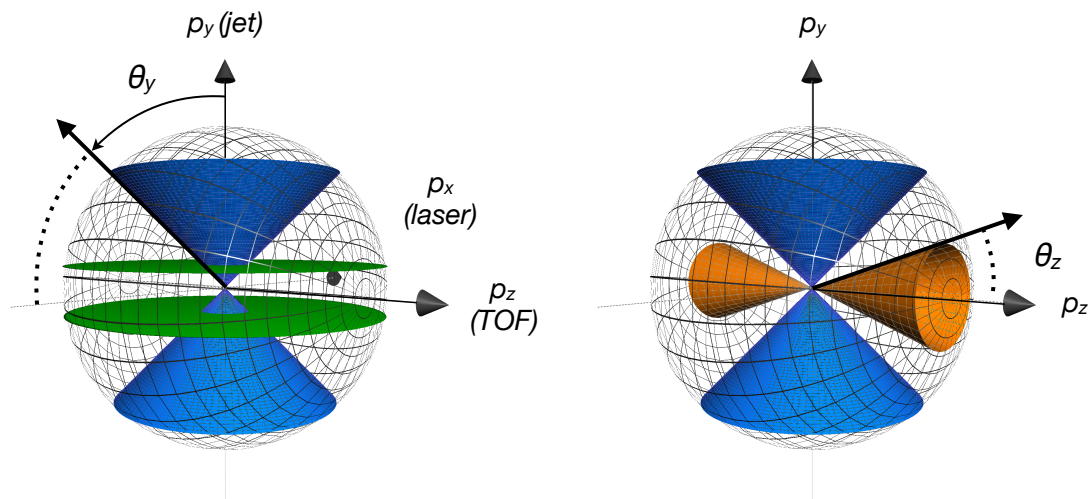 p_y (jet)
θ_y
p_x
(laser)
p_z
(TOF)
p_y
θ_z
p_z